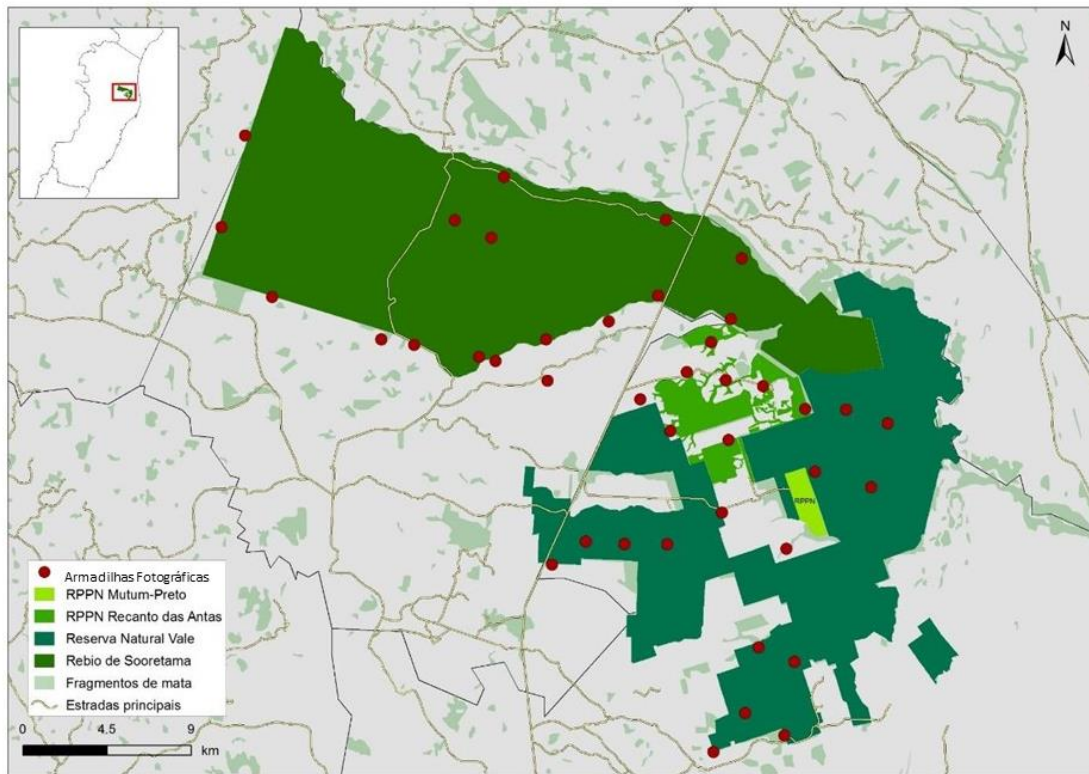 N
RPPN
Armadilhas Fotográficas
RPPN Mutum-Preto
RPPN Recanto das Antas
Reserva Natural Vale
Rebio de Sooretama
Fragmentos de mata
Estradas principais
0 4.5 9
km